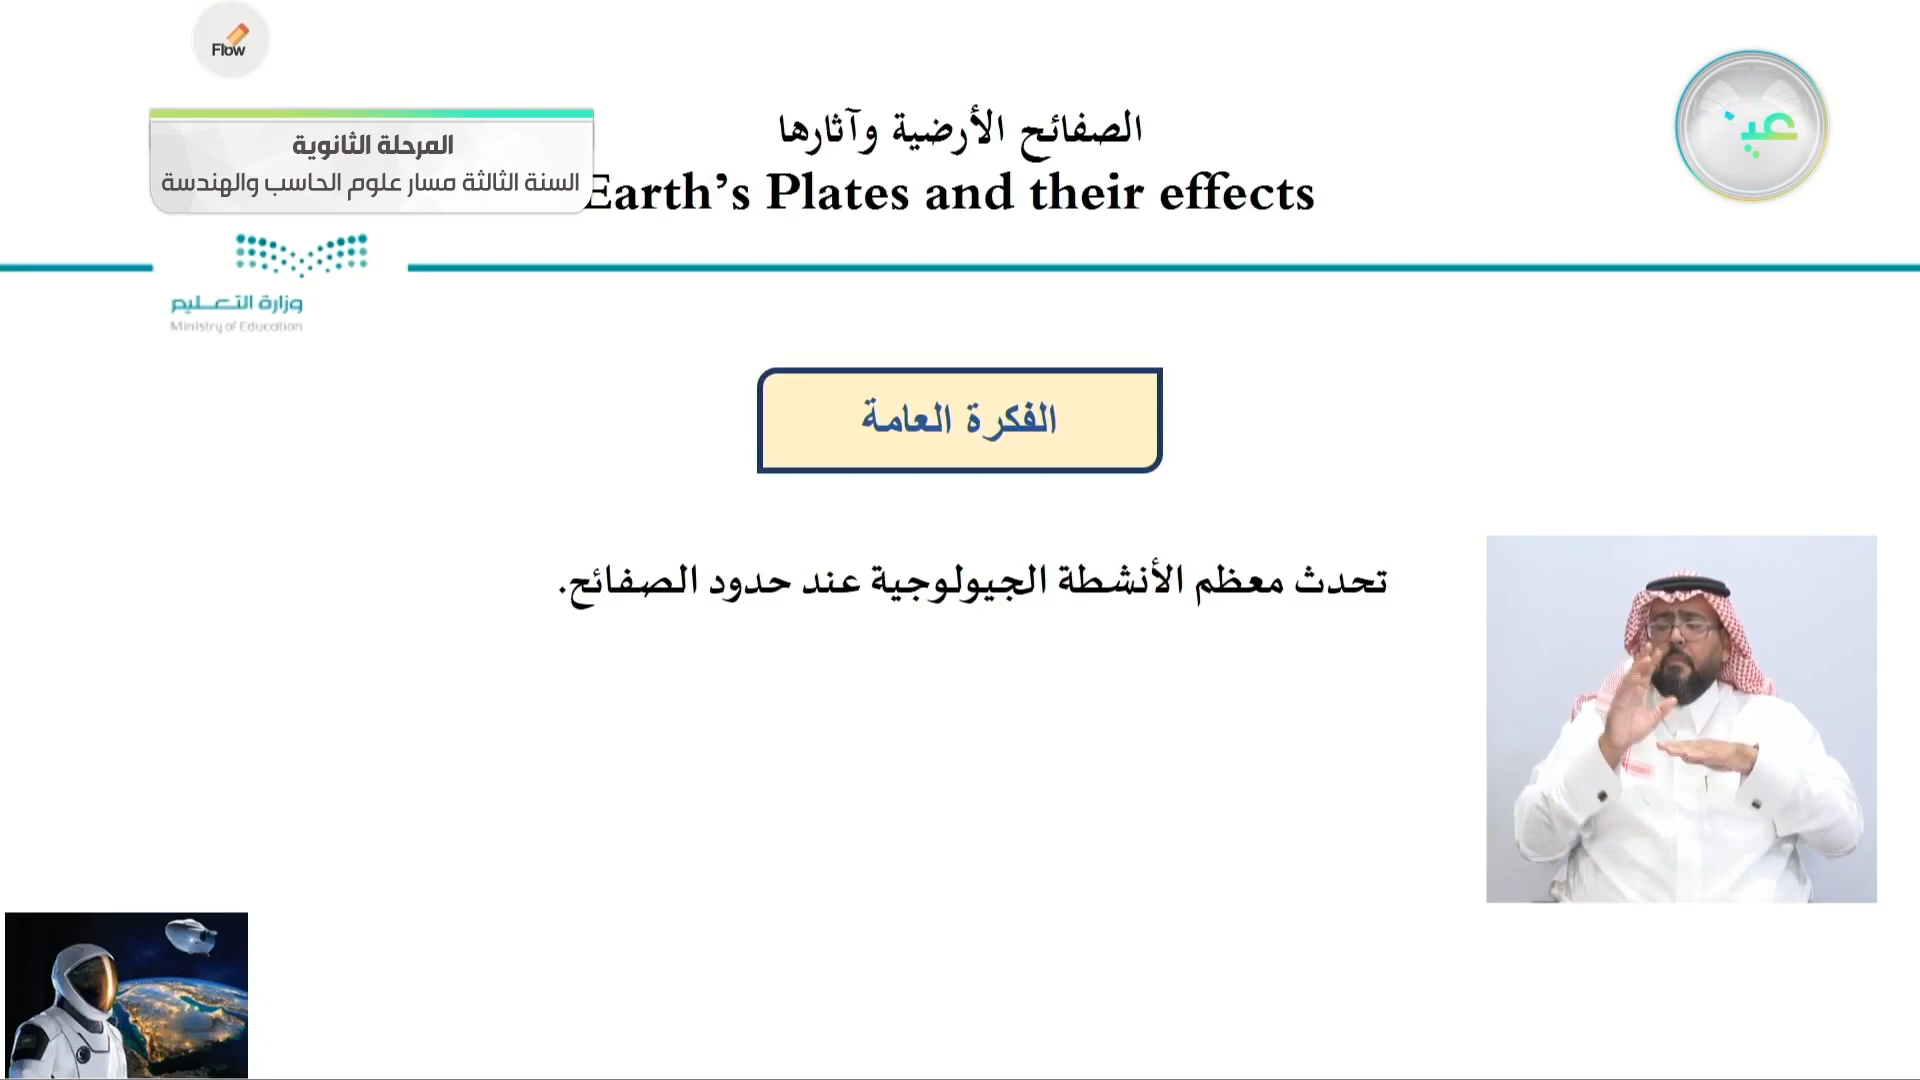 Flow
المرحلة الثانوية
السنة الثالثة مسار علوم الحاسب والهندسة
عين
الصفائح الأرضية وآثارها
Earth’s Plates and their effects
وزارة التعليم
Ministry of Education
الفكرة العامة
تحدث معظم الأنشطة الجيولوجية عند حدود الصفائح.